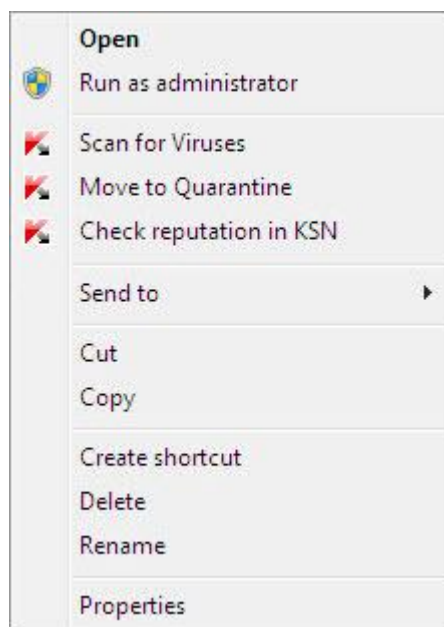 Open
Run as administrator
Scan for Viruses
Move to Quarantine
Check reputation in KSN
Send to
Cut
Copy
Create shortcut
Delete
Rename
Properties